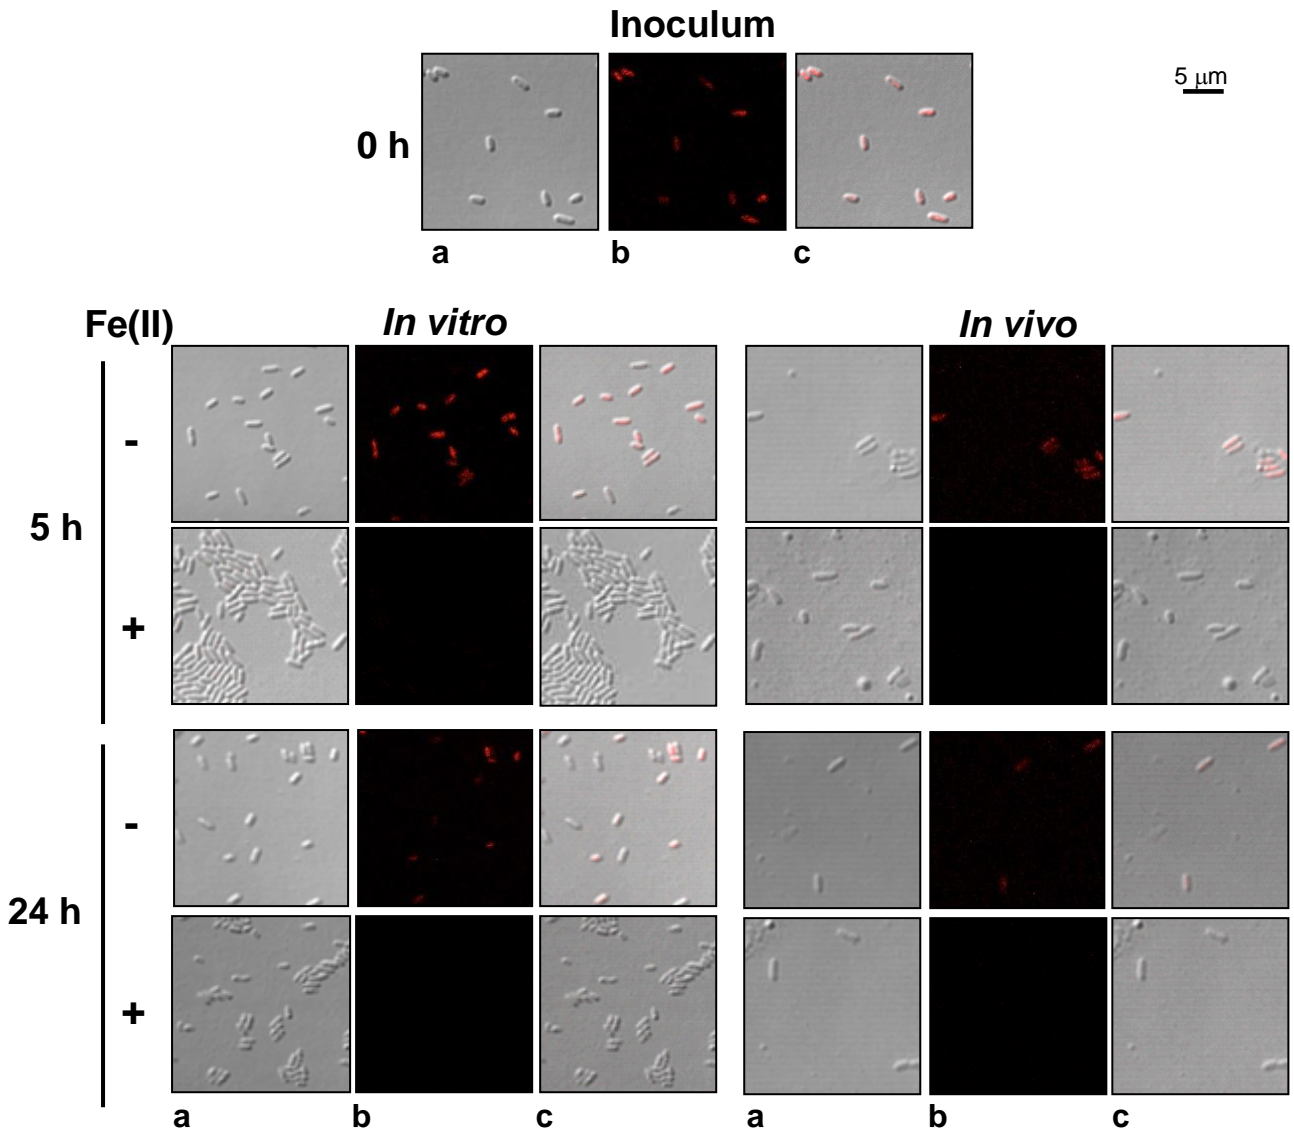 Inoculum
5 μm
0 h
a b c
Fe(II) In vitro In vivo
-
5 h
+
-
24 h
+
a b c a b c